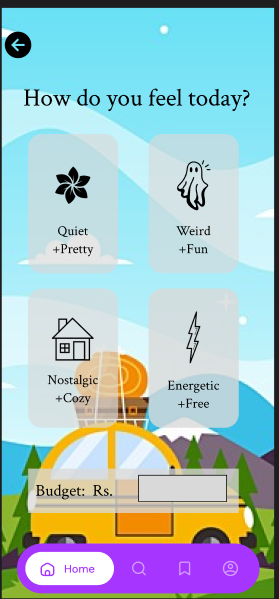 How do you feel today?
Quiet
+Pretty
Weird
+Fun
Nostalgic
+Cozy
Energetic
+Free
Budget: Rs.
Home